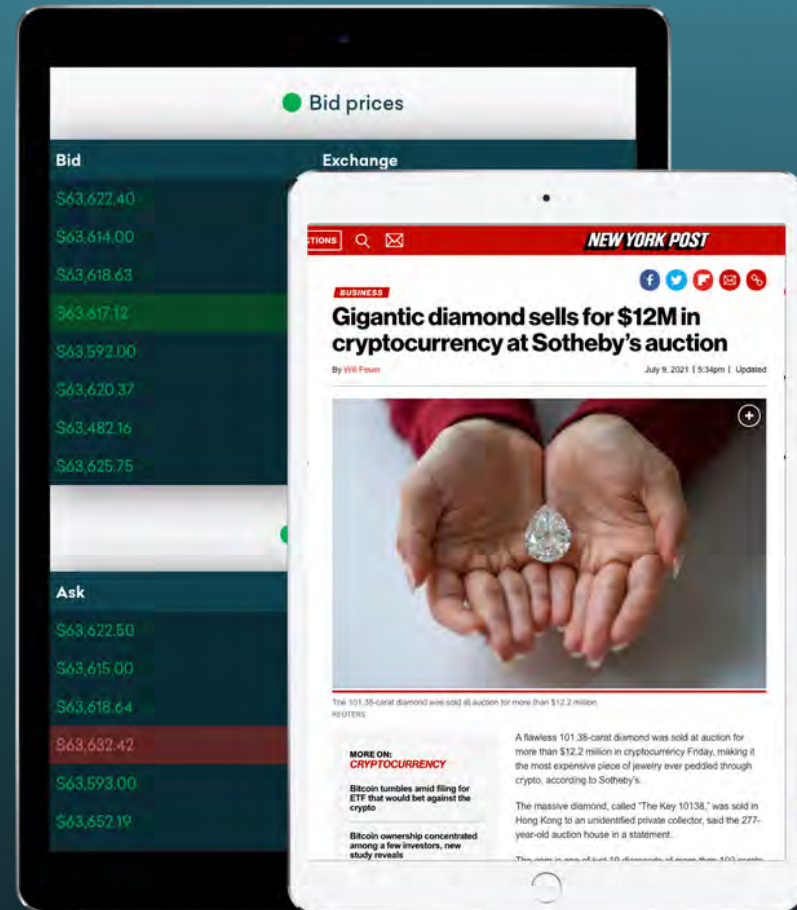 Bid prices
Bid Exchange
$63,622.40
$63,614.00
$63,618.63
$63,617.12
$63,592.00
$63,620.37
$63,482.16
$63,625.75
Ask
$63,622.50
$63,615.00
$63,618.64
$63,632.42
$63,593.00
$63,652.19
CTIONS
NEW YORK POST
BUSINESS
Gigantic diamond sells for $12M in
cryptocurrency at Sotheby's auction
By Will Feuer July 9, 2021 | 5:34pm | Updated
The 101.38-carat diamond was sold at auction for more than $12.2 million.
REUTERS
MORE ON:
CRYPTOCURRENCY
Bitcoin tumbles amid filing for
ETF that would bet against the
crypto
Bitcoin ownership concentrated
among a few investors, new
study reveals
A flawless 101.38-carat diamond was sold at auction for
more than $12.2 million in cryptocurrency Friday, making it
the most expensive piece of jewelry ever peddled through
crypto, according to Sotheby's.
The massive diamond, called "The Key 10138," was sold in
Hong Kong to an unidentified private collector, said the 277-
year-old auction house in a statement.